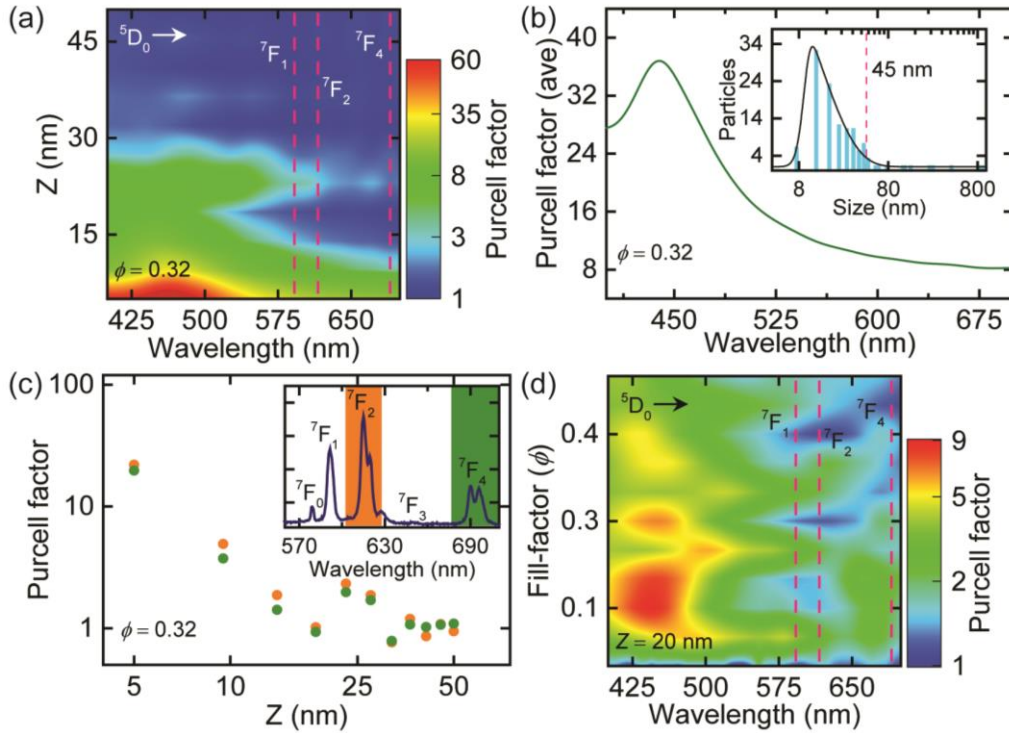 (a)
⁵D₀ →
⁷F₁
⁷F₂
⁷F₄
45
30
15
Z (nm)
ϕ = 0.32
425 500 575 650
Wavelength (nm)
60
35
8
3
1
Purcell factor
(b)
40
32
24
16
8
Purcell factor (ave)
ϕ = 0.32
450 525 600 675
Wavelength (nm)
34
24
14
4
Particles
45 nm
8 80 800
Size (nm)
(c)
100
10
1
Purcell factor
ϕ = 0.32
5 10 25 50
Z (nm)
⁷F₀
⁷F₁
⁷F₂
⁷F₃
⁷F₄
570 630 690
Wavelength (nm)
(d)
⁵D₀ →
⁷F₁
⁷F₂
⁷F₄
0.4
0.3
0.1
Fill-factor (ϕ)
Z = 20 nm
425 500 575 650
Wavelength (nm)
9
5
2
1
Purcell factor